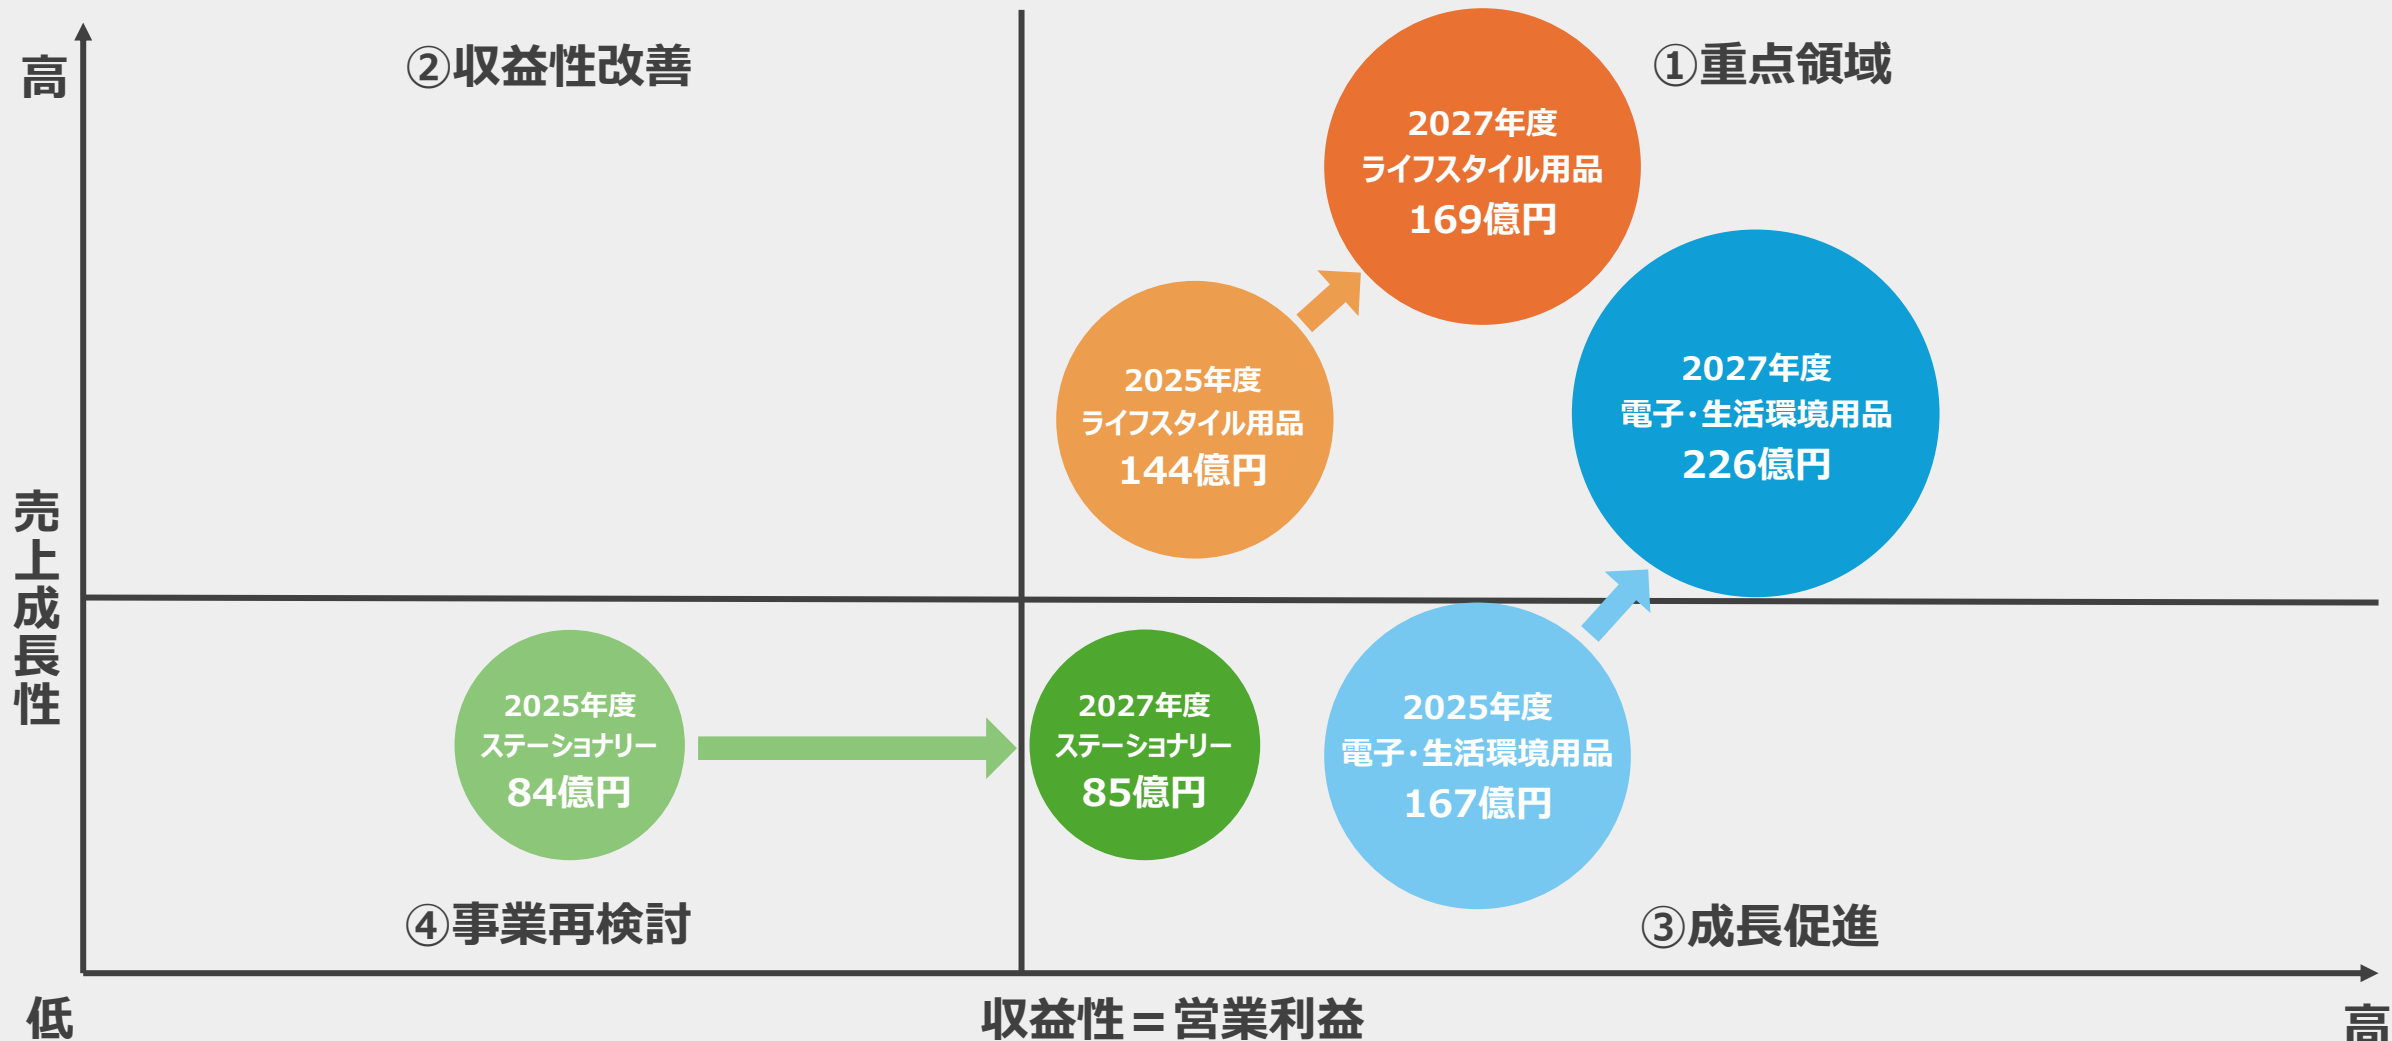 高
②収益性改善
①重点領域
2027年度
ライフスタイル用品
169億円
2025年度
ライフスタイル用品
144億円
2027年度
電子・生活環境用品
226億円
売上成長性
2025年度
ステーショナリー
84億円
2027年度
ステーショナリー
85億円
2025年度
電子・生活環境用品
167億円
④事業再検討
③成長促進
低
収益性＝営業利益
高